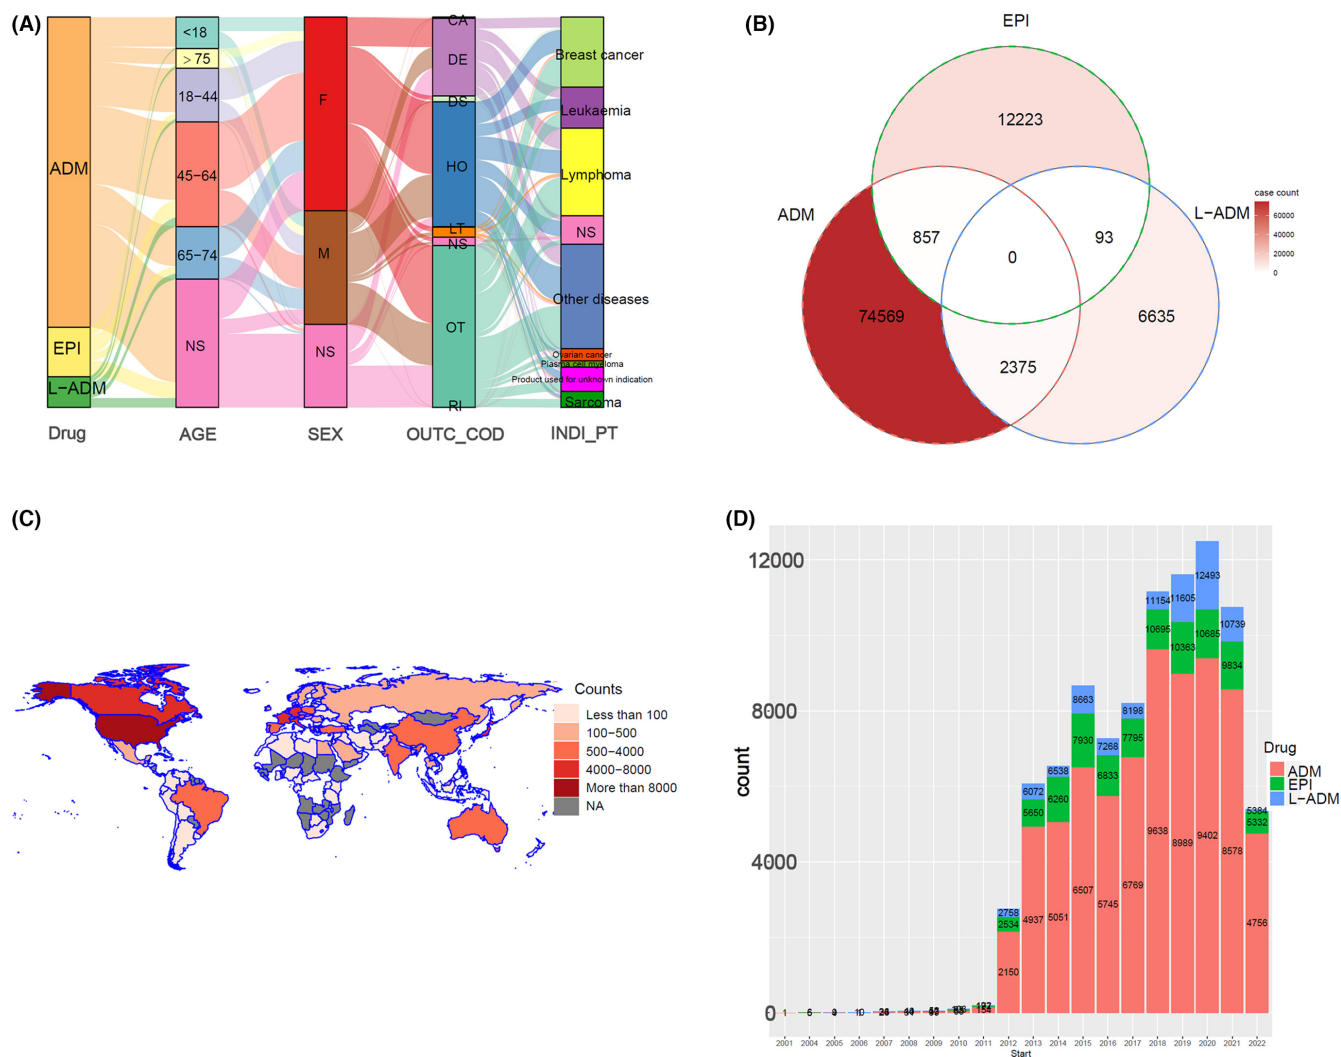 (A)
ADM
EPI
L-ADM
Drug
<18
> 75
18-44
45-64
65-74
NS
AGE
F
M
NS
SEX
CA
DE
DS
HO
LT
NS
OT
RI
OUTC_COD
Breast cancer
Leukaemia
Lymphoma
NS
Other diseases
Ovarian cancer
Plasma cell myeloma
Product used for unknown indication
Sarcoma
INDI_PT
(B)
EPI
12223
ADM
L-ADM
857
93
0
74569
6635
2375
case count
60000
40000
20000
0
(C)
Counts
Less than 100
100-500
500-4000
4000-8000
More than 8000
NA
(D)
12000
8000
4000
0
count
1
6
10
154
2758
2534
2150
6072
5650
4937
6538
6260
5051
8663
7930
6507
7268
6833
5745
8198
7795
6769
11154
10695
9638
11605
10363
8989
12493
10685
9402
10739
9834
8578
5384
5332
4756
2001 2004 2005 2006 2007 2008 2009 2010 2011 2012 2013 2014 2015 2016 2017 2018 2019 2020 2021 2022
Start
Drug
ADM
EPI
L-ADM